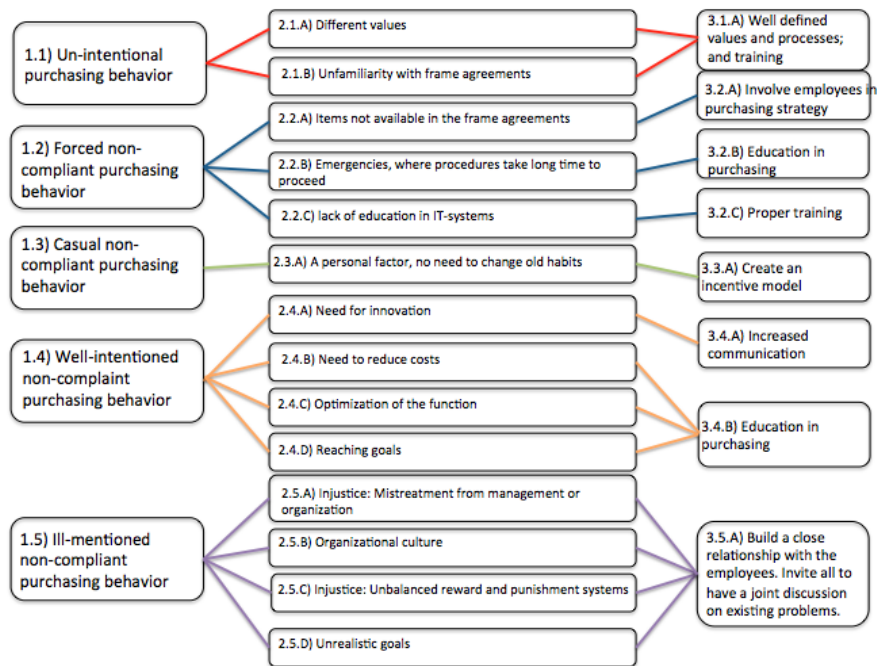 1.1) Un-intentional
purchasing behavior
1.2) Forced non-
compliant purchasing
behavior
1.3) Casual non-
compliant purchasing
behavior
1.4) Well-intentioned
non-complaint
purchasing behavior
1.5) Ill-mentioned
non-compliant
purchasing behavior
2.1.A) Different values
2.1.B) Unfamiliarity with frame agreements
2.2.A) Items not available in the frame agreements
2.2.B) Emergencies, where procedures take long time to
proceed
2.2.C) lack of education in IT-systems
2.3.A) A personal factor, no need to change old habits
2.4.A) Need for innovation
2.4.B) Need to reduce costs
2.4.C) Optimization of the function
2.4.D) Reaching goals
2.5.A) Injustice: Mistreatment from management or
organization
2.5.B) Organizational culture
2.5.C) Injustice: Unbalanced reward and punishment systems
2.5.D) Unrealistic goals
3.1.A) Well defined
values and processes;
and training
3.2.A) Involve employees in
purchasing strategy
3.2.B) Education in
purchasing
3.2.C) Proper training
3.3.A) Create an
incentive model
3.4.A) Increased
communication
3.4.B) Education in
purchasing
3.5.A) Build a close
relationship with the
employees. Invite all to
have a joint discussion
on existing problems.